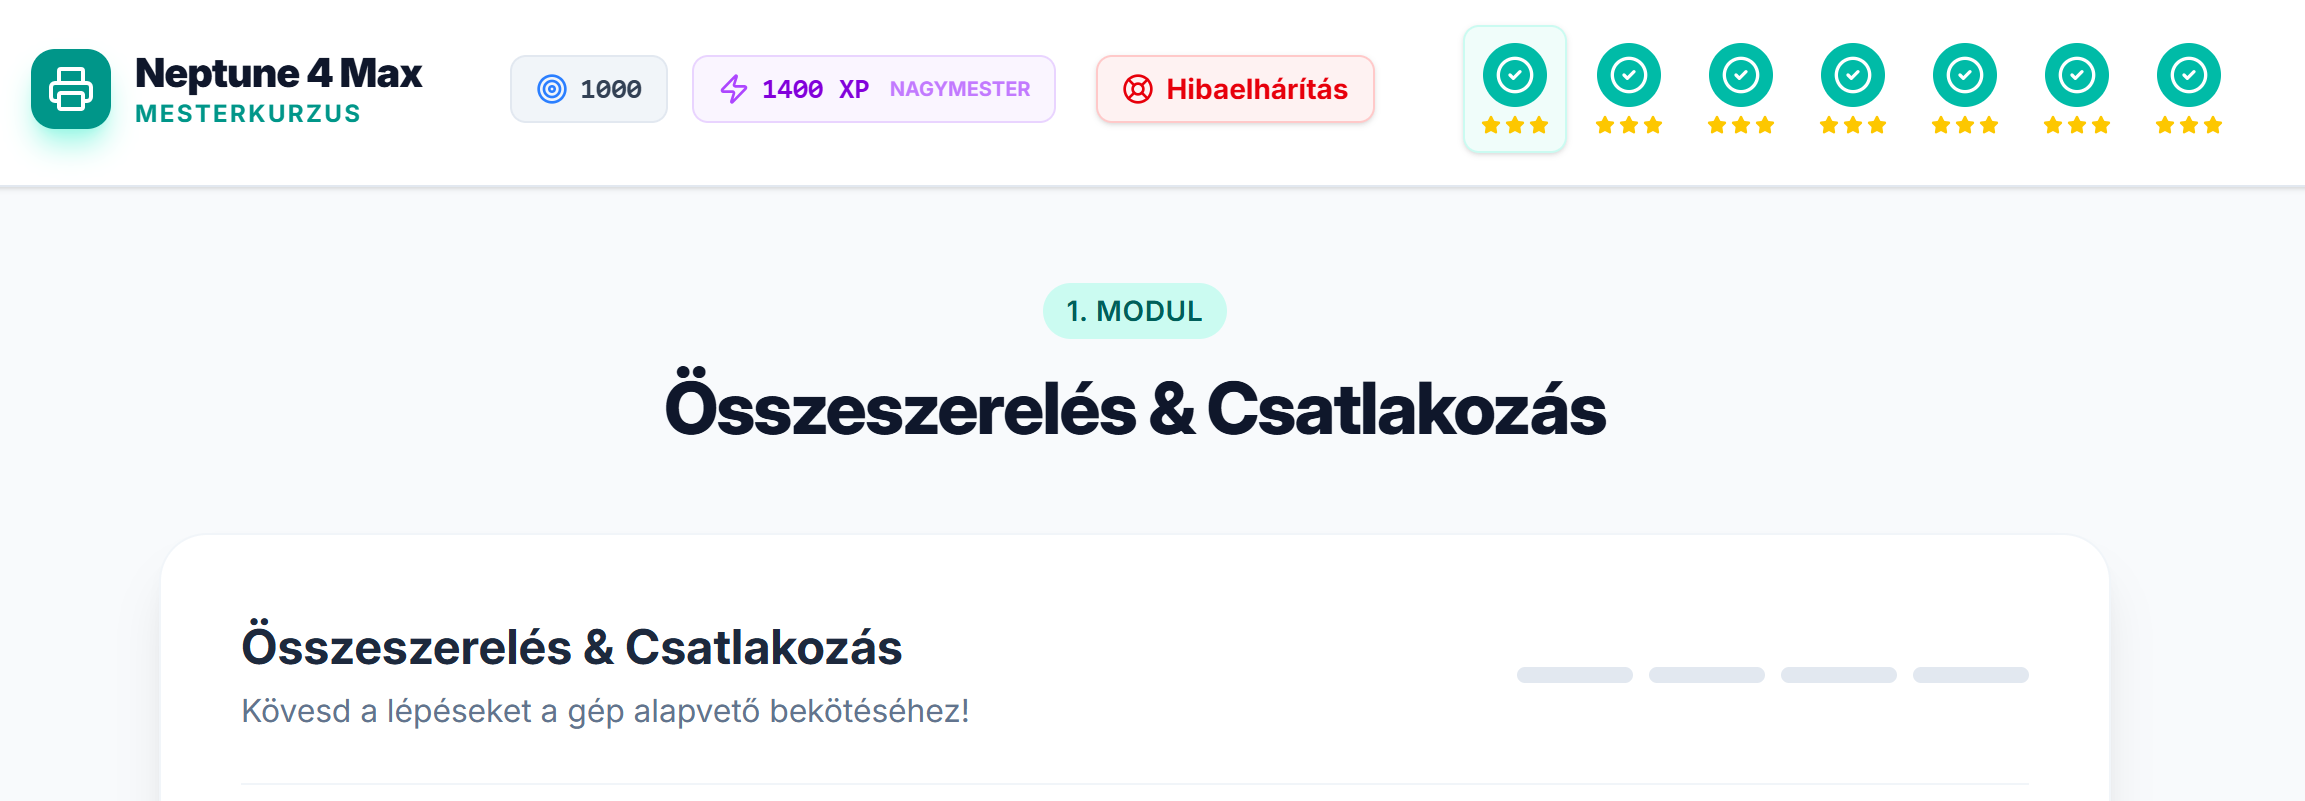 Neptune 4 Max
MESTERKURZUS
1000
1400 XP NAGYMESTER
Hibaelhárítás
1. MODUL
Összeszerelés & Csatlakozás
Összeszerelés & Csatlakozás
Kövesd a lépéseket a gép alapvető bekötéséhez!